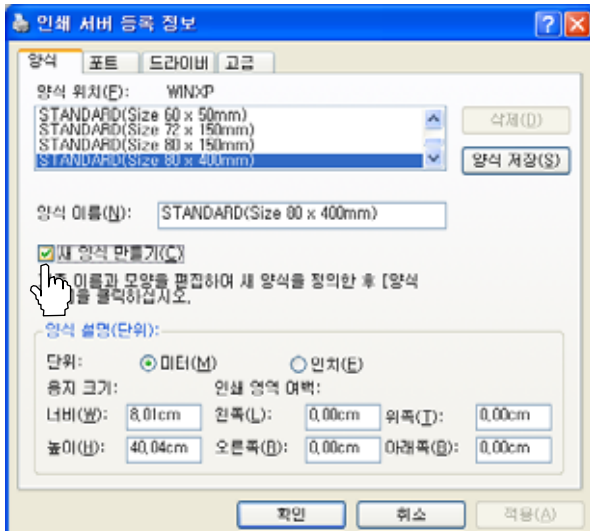 인쇄 서버 등록 정보
양식 포트 드라이버 고급
양식 위치(F): WINXP
STANDARD(Size 60 x 50mm)
STANDARD(Size 72 x 150mm)
STANDARD(Size 80 x 150mm)
STANDARD(Size 80 x 400mm)
삭제(D)
양식 저장(S)
양식 이름(N): STANDARD(Size 80 x 400mm)
새 양식 만들기(C)
이름과 모양을 편집하여 새 양식을 정의한 후 [양식
을 클릭하십시오.
양식 설명(단위):
단위: 미터(M) 인치(E)
용지 크기: 인쇄 영역 여백:
너비(W): 8.01cm 왼쪽(L): 0.00cm 위쪽(T): 0.00cm
높이(H): 40.04cm 오른쪽(R): 0.00cm 아래쪽(B): 0.00cm
확인 취소 적용(A)